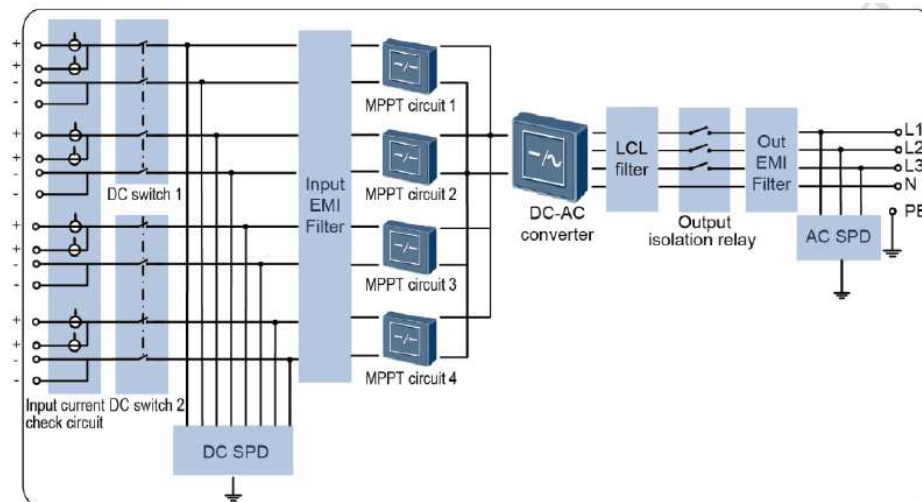 +
+
-
-
+
+
-
-
+
+
-
-
+
+
-
-
Input current
check circuit
DC switch 1
DC switch 2
DC SPD
Input
EMI
Filter
MPPT circuit 1
MPPT circuit 2
MPPT circuit 3
MPPT circuit 4
DC-AC
converter
LCL
filter
Output
isolation relay
Out
EMI
Filter
AC SPD
L1
L2
L3
N
PE